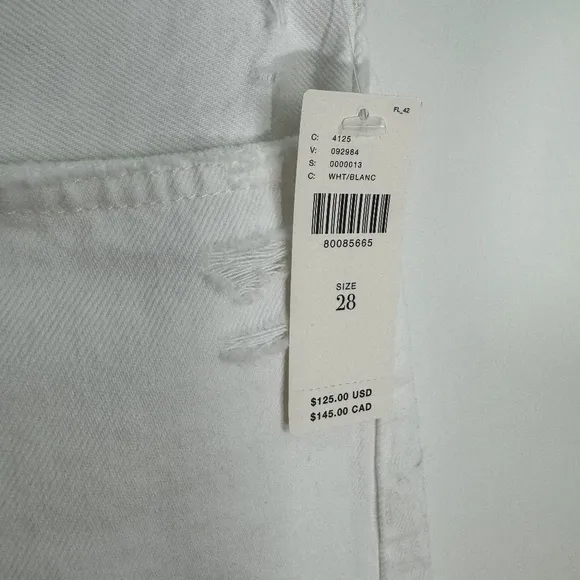 FL_42
C: 4125
V: 092984
S: 0000013
C: WHT/BLANC
80085665
SIZE
28
$125.00 USD
$145.00 CAD